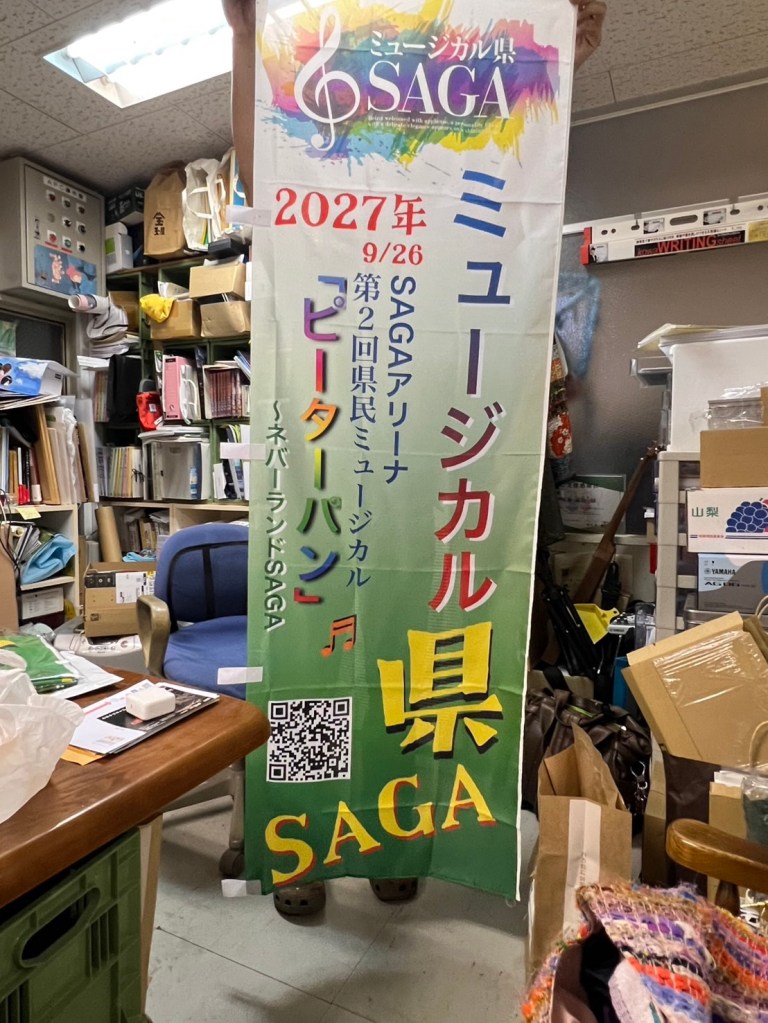 ミュージカル県
SAGA
2027年
9/26
ミュージカル県
SAGA
SAGAアリーナ
第2回県民ミュージカル
「ピーターパン」
～ネバーランドSAGA
WRITING
山梨
YAMAHA